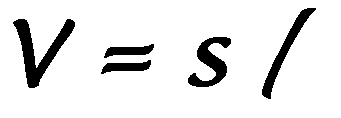 V = s /